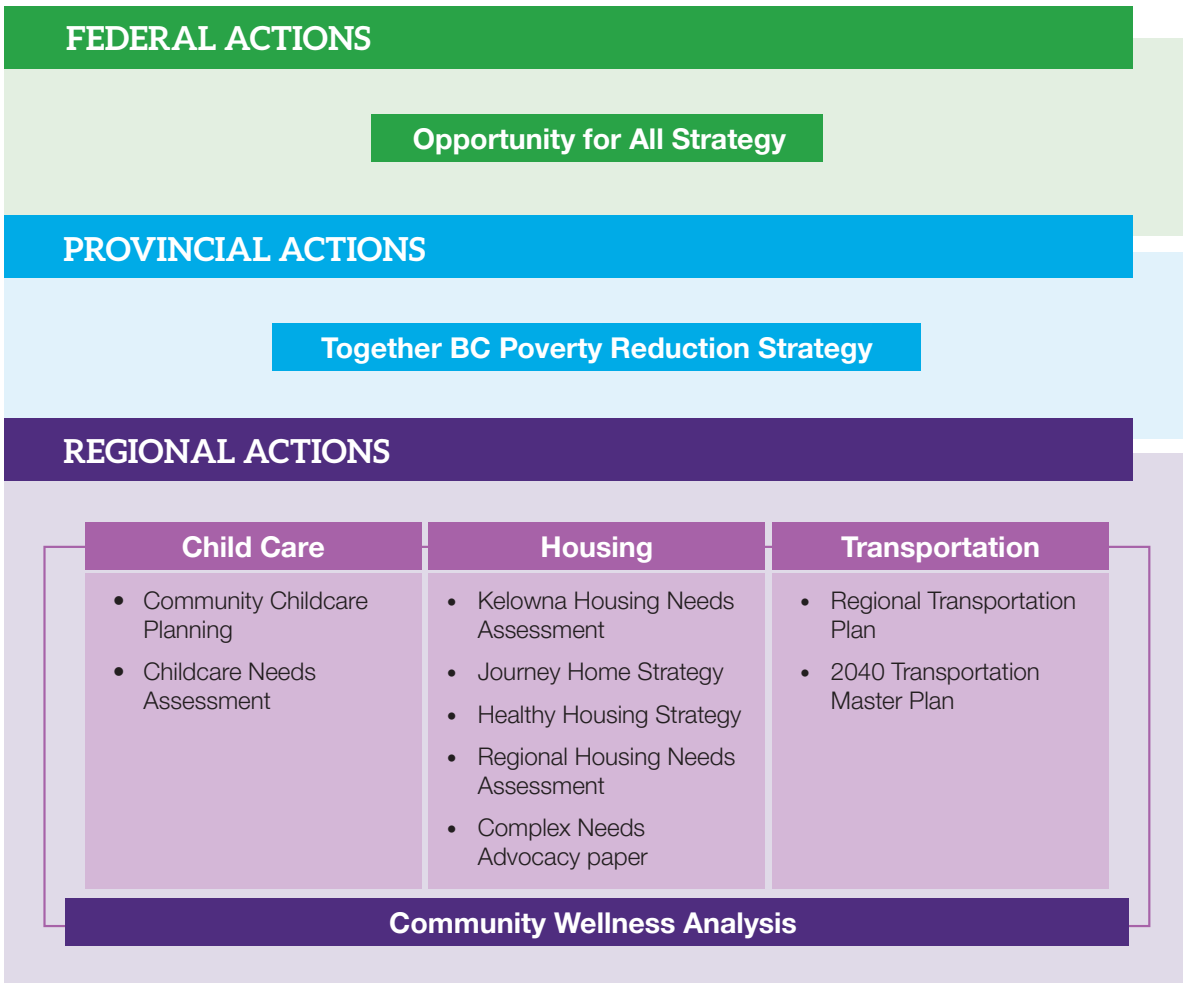 FEDERAL ACTIONS
Opportunity for All Strategy
PROVINCIAL ACTIONS
Together BC Poverty Reduction Strategy
REGIONAL ACTIONS
Child Care
• Community Childcare
Planning
• Childcare Needs
Assessment
Housing
• Kelowna Housing Needs
Assessment
• Journey Home Strategy
• Healthy Housing Strategy
• Regional Housing Needs
Assessment
• Complex Needs
Advocacy paper
Transportation
• Regional Transportation
Plan
• 2040 Transportation
Master Plan
Community Wellness Analysis